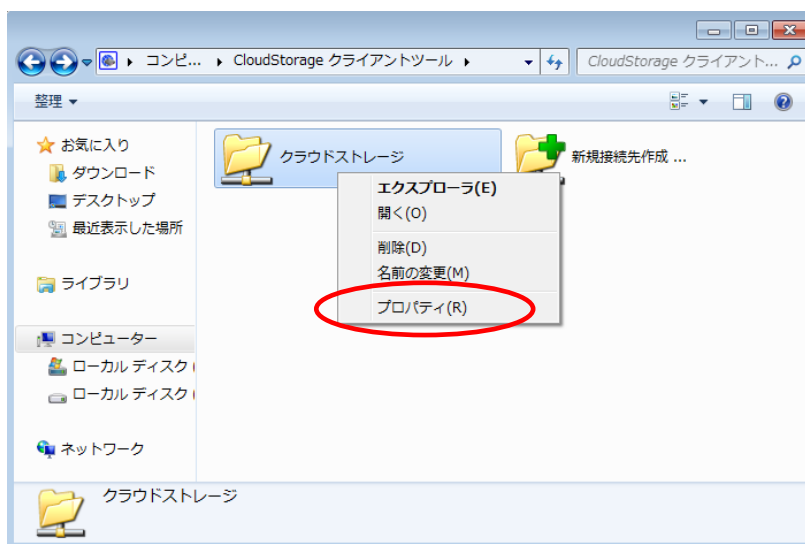 コンピ... ▸ CloudStorage クライアントツール ▸
CloudStorage クライアント...
整理
お気に入り
ダウンロード
デスクトップ
最近表示した場所
ライブラリ
コンピューター
ローカル ディスク (
ローカル ディスク (
ネットワーク
クラウドストレージ
新規接続先作成 ...
エクスプローラ(E)
開く(O)
削除(D)
名前の変更(M)
プロパティ(R)
クラウドストレージ